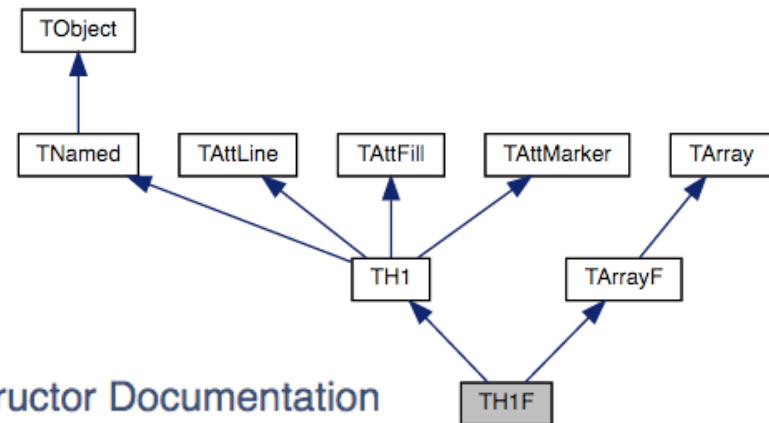 TObject
TNamed
TAttLine
TAttFill
TAttMarker
TArray
TH1
TArrayF
ructor Documentation
TH1F